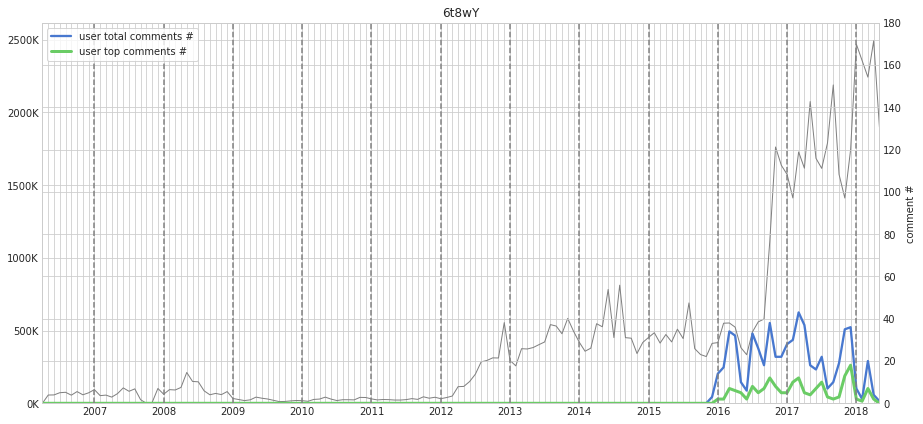 6t8wY
user total comments #
user top comments #
2500K
2000K
1500K
1000K
500K
0K
180
160
140
120
100
80
60
40
20
0
comment #
2007 2008 2009 2010 2011 2012 2013 2014 2015 2016 2017 2018